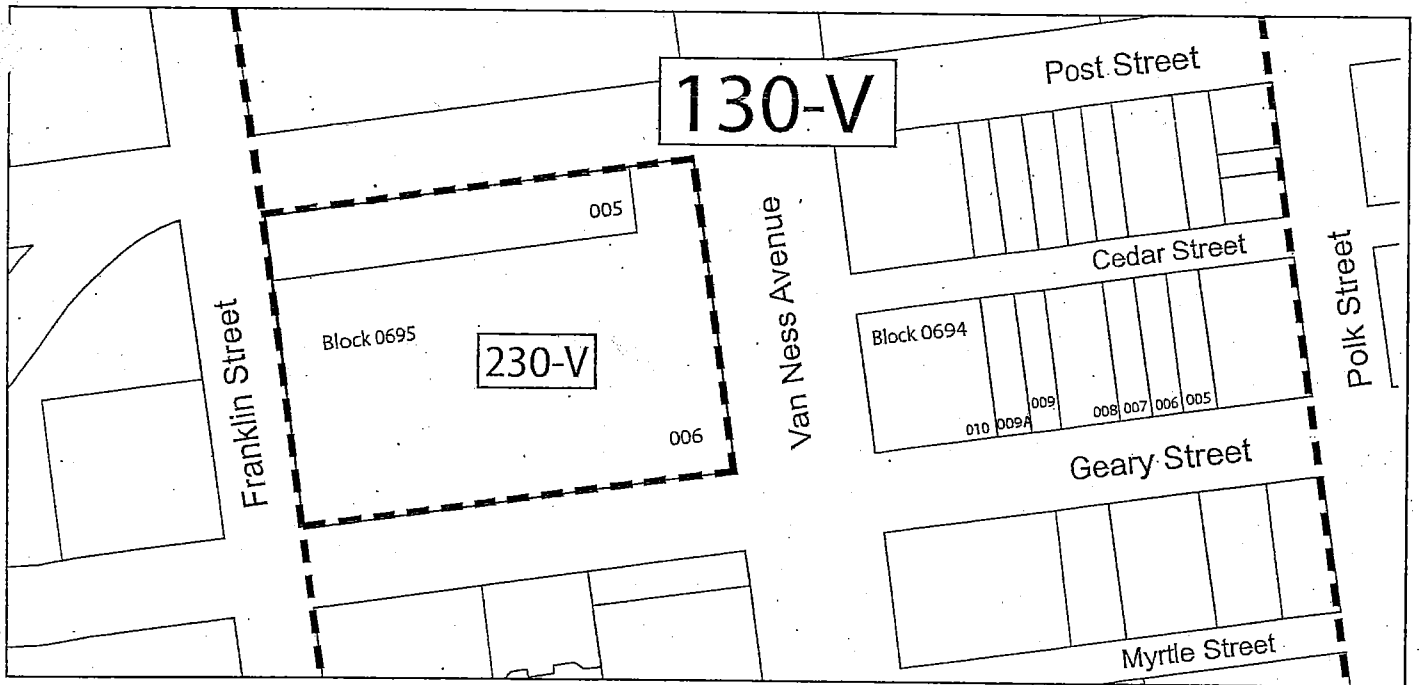 130-V
Post Street
005
Cedar Street
Van Ness Avenue
Polk Street
Franklin Street
Block 0695
230-V
Block 0694
006
010
009A
009
008
007
006
005
Geary Street
Myrtle Street